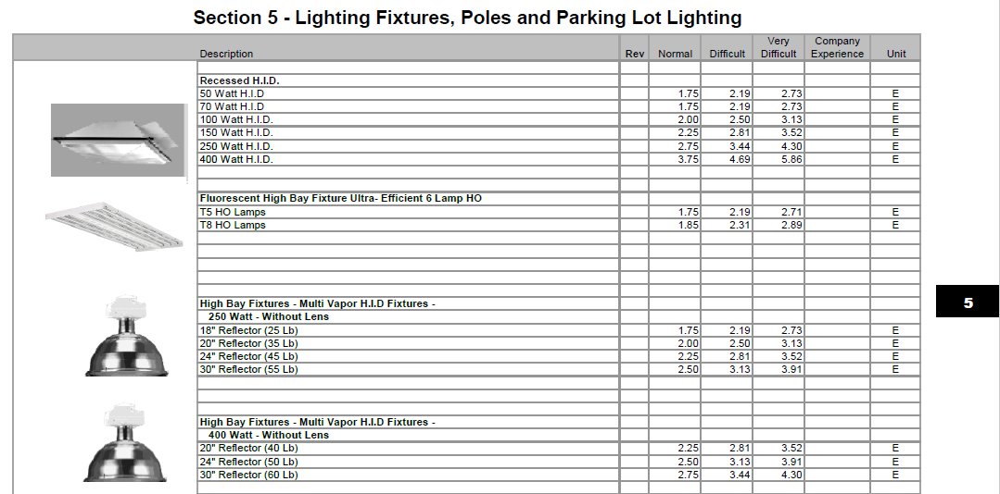 Section 5 - Lighting Fixtures, Poles and Parking Lot Lighting
Description Rev Normal Difficult Very Difficult Company Experience Unit
Recessed H.I.D.
50 Watt H.I.D 1.75 2.19 2.73 E
70 Watt H.I.D 1.75 2.19 2.73 E
100 Watt H.I.D. 2.00 2.50 3.13 E
150 Watt H.I.D. 2.25 2.81 3.52 E
250 Watt H.I.D. 2.75 3.44 4.30 E
400 Watt H.I.D. 3.75 4.69 5.86 E
Fluorescent High Bay Fixture Ultra- Efficient 6 Lamp HO
T5 HO Lamps 1.75 2.19 2.71 E
T8 HO Lamps 1.85 2.31 2.89 E
High Bay Fixtures - Multi Vapor H.I.D Fixtures -
250 Watt - Without Lens
18" Reflector (25 Lb) 1.75 2.19 2.73 E
20" Reflector (35 Lb) 2.00 2.50 3.13 E
24" Reflector (45 Lb) 2.25 2.81 3.52 E
30" Reflector (55 Lb) 2.50 3.13 3.91 E
High Bay Fixtures - Multi Vapor H.I.D Fixtures -
400 Watt - Without Lens
20" Reflector (40 Lb) 2.25 2.81 3.52 E
24" Reflector (50 Lb) 2.50 3.13 3.91 E
30" Reflector (60 Lb) 2.75 3.44 4.30 E
5